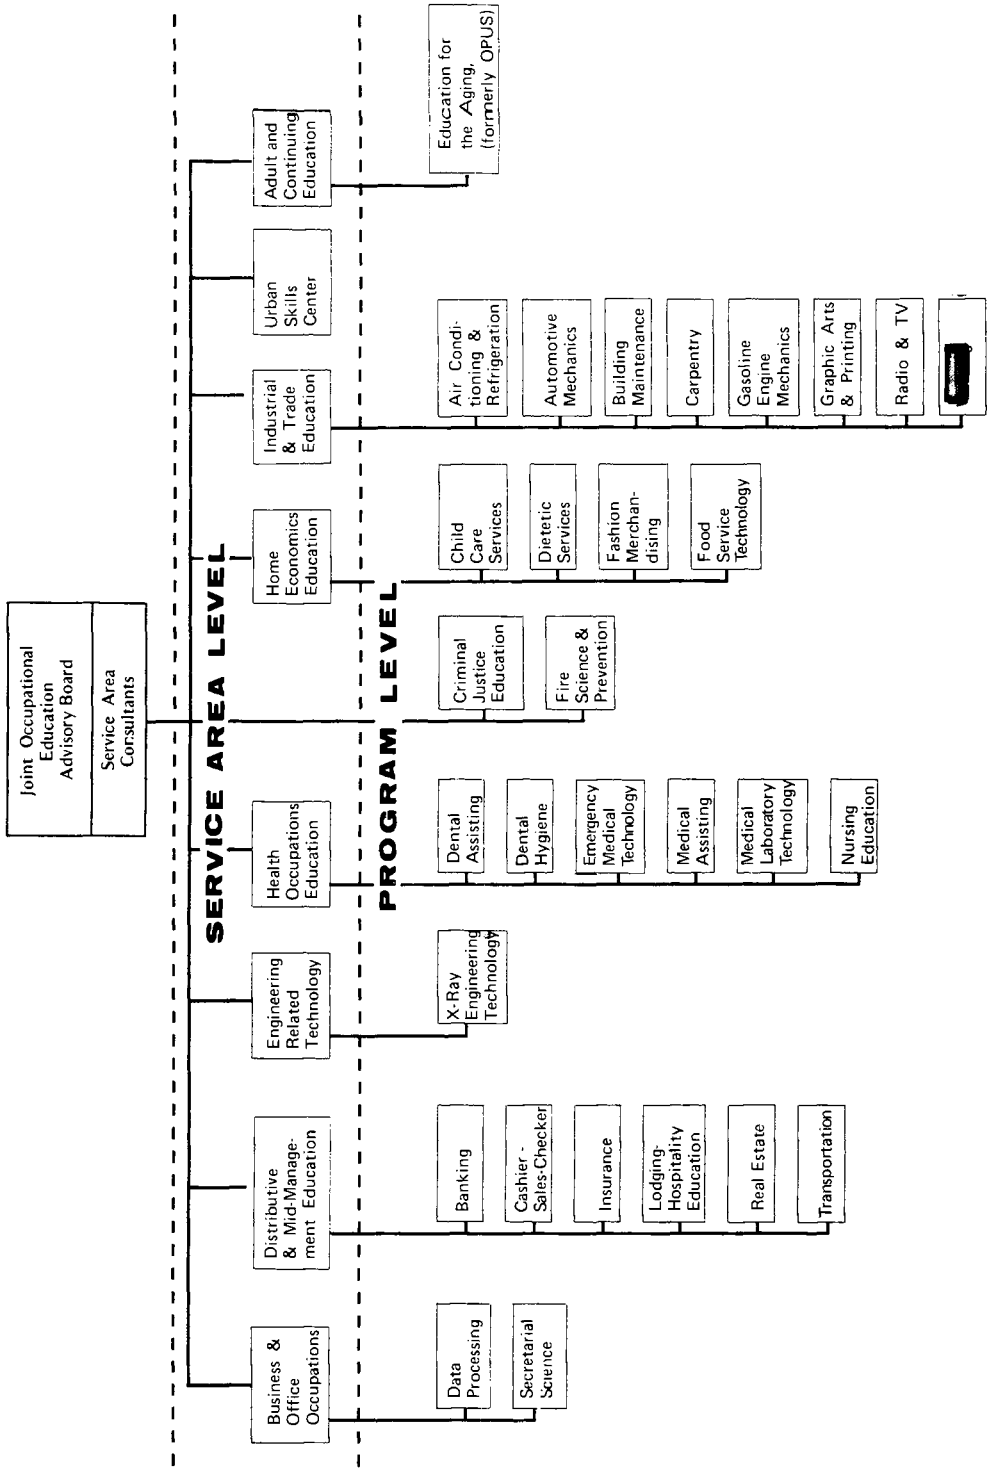 Joint Occupational
Education
Advisory Board
Service Area
Consultants
SERVICE AREA LEVEL
Business &
Office
Occupations
Distributive
& Mid-Manage-
ment Education
Engineering
Related
Technology
Health
Occupations
Education
Home
Economics
Education
Industrial
& Trade
Education
Urban
Skills
Center
Adult and
Continuing
Education
PROGRAM LEVEL
Data
Processing
Secretarial
Science
Banking
Cashier -
Sales-Checker
Insurance
Lodging-
Hospitality
Education
Real Estate
Transportation
X-Ray
Engineering
Technology
Dental
Assisting
Dental
Hygiene
Emergency
Medical
Technology
Medical
Assisting
Medical
Laboratory
Technology
Nursing
Education
Criminal
Justice
Education
Fire
Science &
Prevention
Child
Care
Services
Dietetic
Services
Fashion
Merchan-
dising
Food
Service
Technology
Air Condi-
tioning &
Refrigeration
Automotive
Mechanics
Building
Maintenance
Carpentry
Gasoline
Engine
Mechanics
Graphic Arts
& Printing
Radio & TV
Education for
the Aging,
(formerly OPUS)